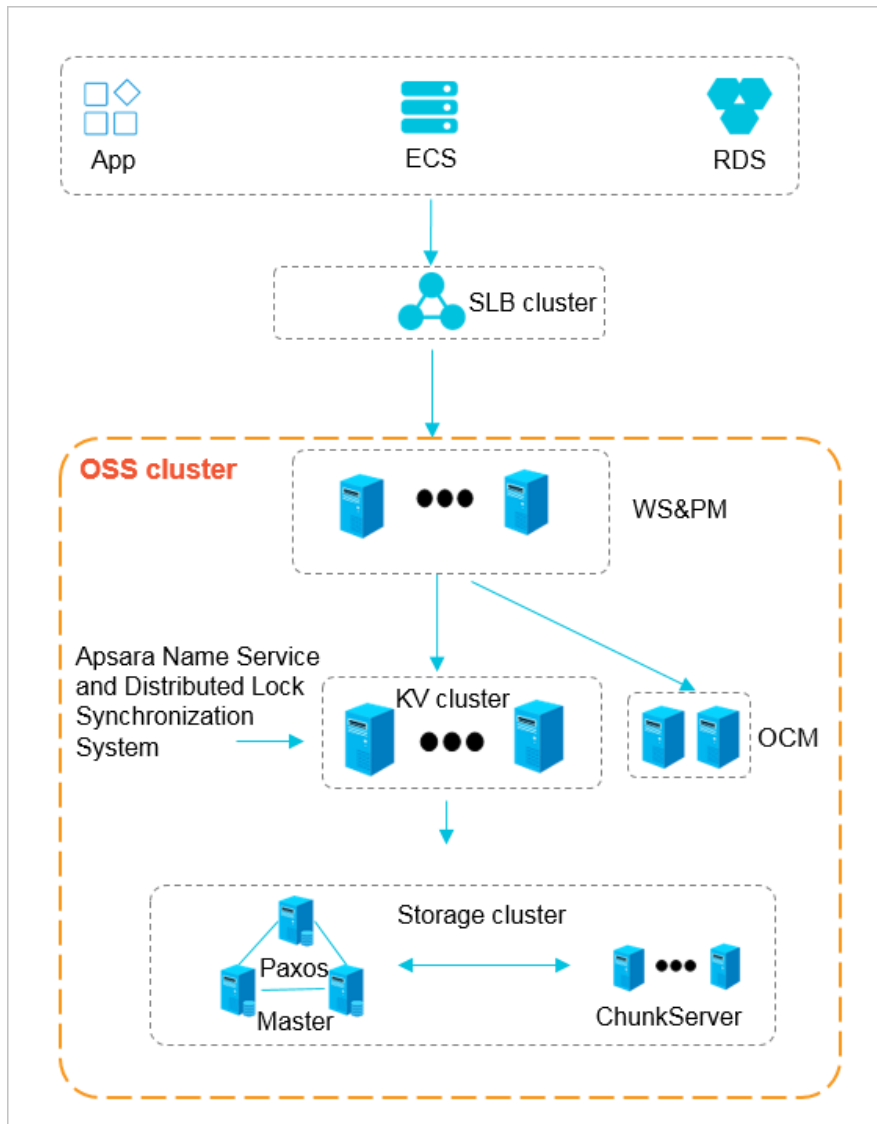 App
ECS
RDS
SLB cluster
OSS cluster
WS&PM
Apsara Name Service
and Distributed Lock
Synchronization
System
KV cluster
OCM
Storage cluster
Paxos
Master
ChunkServer